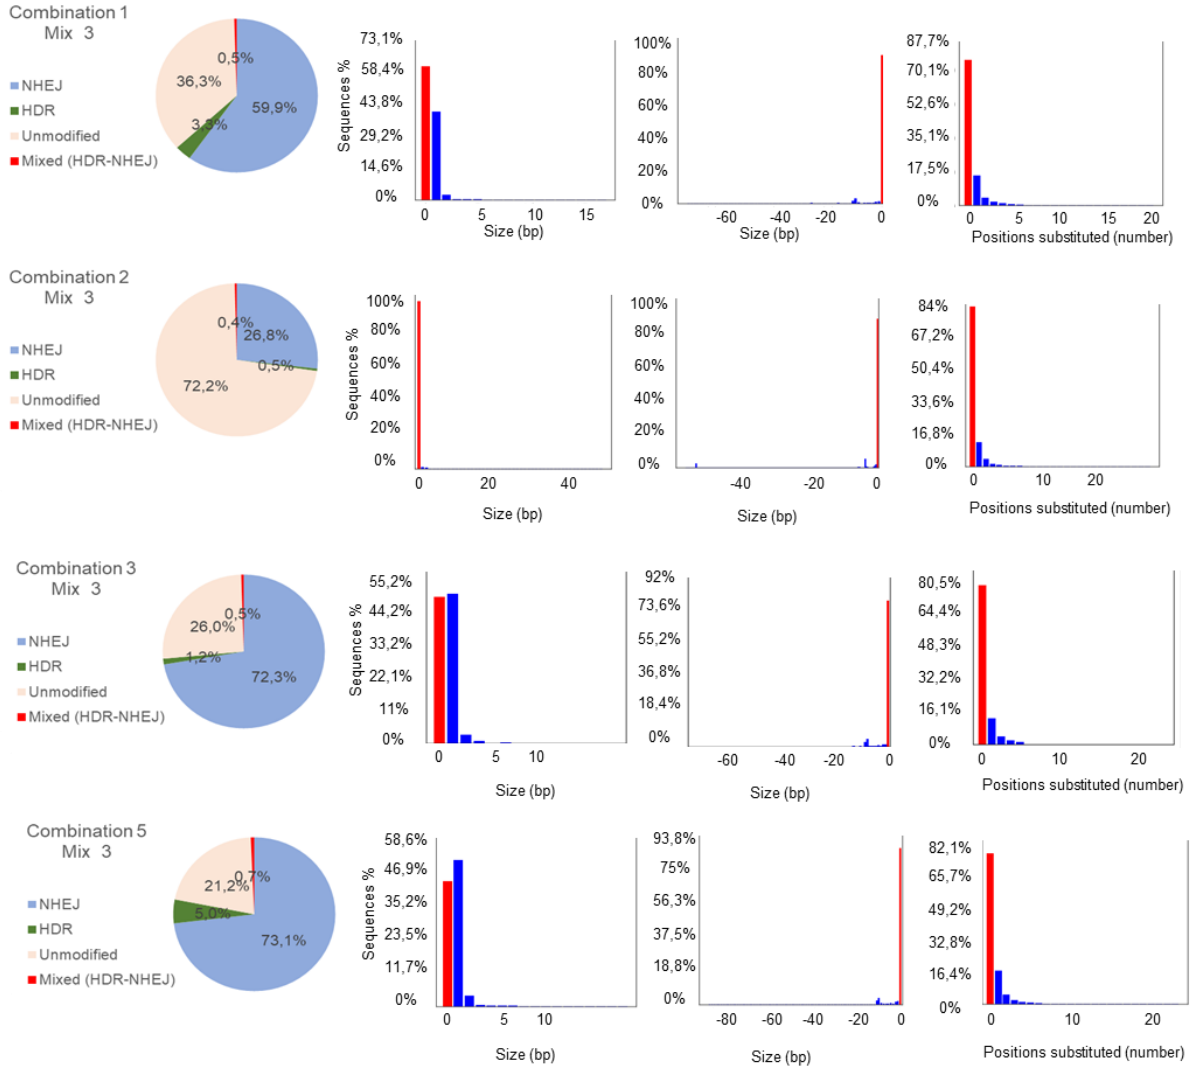 Combination 1
Mix 3
NHEJ
HDR
Unmodified
Mixed (HDR-NHEJ)
0,5%
36,3%
59,9%
3,3%
Sequences %
73,1%
58,4%
43,8%
29,2%
14,6%
0%
0 5 10 15
Size (bp)
100%
80%
60%
40%
20%
0%
-60 -40 -20 0
Size (bp)
87,7%
70,1%
52,6%
35,1%
17,5%
0%
0 5 10 15 20
Positions substituted (number)
Combination 2
Mix 3
NHEJ
HDR
Unmodified
Mixed (HDR-NHEJ)
0,4%
26,8%
0,5%
72,2%
Sequences %
100%
80%
60%
40%
20%
0%
0 20 40
Size (bp)
100%
80%
60%
40%
20%
0%
-40 -20 0
Size (bp)
84%
67,2%
50,4%
33,6%
16,8%
0%
0 10 20
Positions substituted (number)
Combination 3
Mix 3
NHEJ
HDR
Unmodified
Mixed (HDR-NHEJ)
0,5%
26,0%
1,2%
72,3%
Sequences %
55,2%
44,2%
33,2%
22,1%
11%
0%
0 5 10
Size (bp)
92%
73,6%
55,2%
36,8%
18,4%
0%
-60 -40 -20 0
Size (bp)
80,5%
64,4%
48,3%
32,2%
16,1%
0%
0 10 20
Positions substituted (number)
Combination 5
Mix 3
NHEJ
HDR
Unmodified
Mixed (HDR-NHEJ)
0,7%
21,2%
5,0%
73,1%
Sequences %
58,6%
46,9%
35,2%
23,5%
11,7%
0%
0 5 10
Size (bp)
93,8%
75%
56,3%
37,5%
18,8%
0%
-80 -60 -40 -20 0
Size (bp)
82,1%
65,7%
49,2%
32,8%
16,4%
0%
0 10 20
Positions substituted (number)